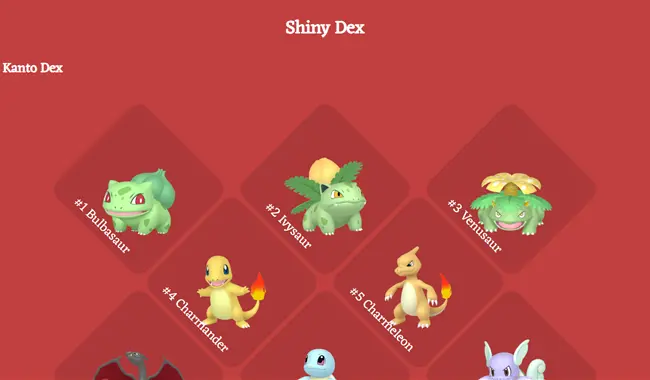 Shiny Dex
Kanto Dex
#1 Bulbasaur
#2 Ivysaur
#3 Venusaur
#4 Charmander
#5 Charmeleon